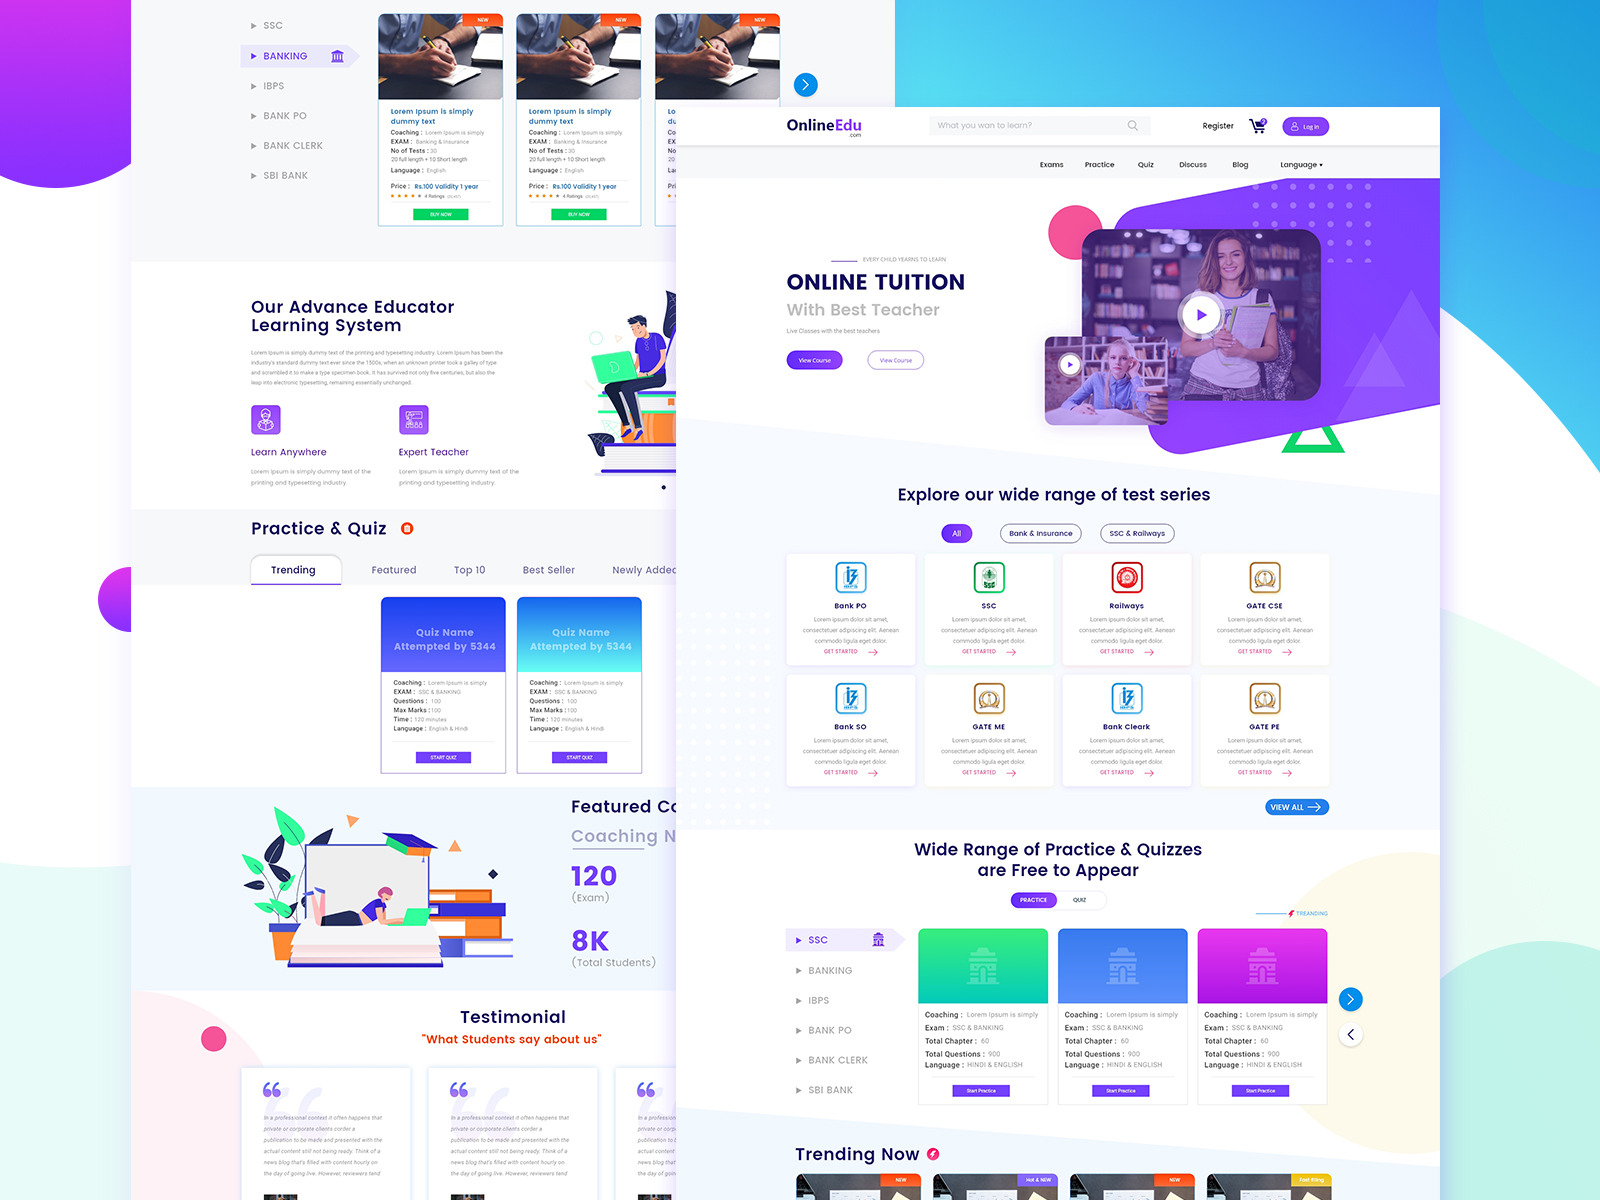 SSC
BANKING
IBPS
BANK PO
BANK CLERK
SBI BANK
NEW
Lorem Ipsum is simply
dummy text
Coaching : Lorem Ipsum is simply
EXAM : Banking & Insurance
No of Tests : 30
20 full length + 10 Short length
Language : English
Price : Rs.100 Validity 1 year
4 Ratings
BUY NOW
NEW
Lorem Ipsum is simply
dummy text
Coaching : Lorem Ipsum is simply
EXAM : Banking & Insurance
No of Tests : 30
20 full length + 10 Short length
Language : English
Price : Rs.100 Validity 1 year
4 Ratings
BUY NOW
NEW
Our Advance Educator
Learning System
Lorem Ipsum is simply dummy text of the printing and typesetting industry. Lorem Ipsum has been the
industry's standard dummy text ever since the 1500s, when an unknown printer took a galley of type
and scrambled it to make a type specimen book. It has survived not only five centuries, but also the
leap into electronic typesetting, remaining essentially unchanged.
Learn Anywhere
Lorem Ipsum is simply dummy text of the
printing and typesetting industry.
Expert Teacher
Lorem Ipsum is simply dummy text of the
printing and typesetting industry.
Practice & Quiz
Trending
Featured
Top 10
Best Seller
Newly Added
Quiz Name
Attempted by 5344
Coaching : Lorem Ipsum is simply
EXAM : SSC & BANKING
Questions : 100
Max Marks : 100
Time : 120 minutes
Language : English & Hindi
START QUIZ
Quiz Name
Attempted by 5344
Coaching : Lorem Ipsum is simply
EXAM : SSC & BANKING
Questions : 100
Max Marks : 100
Time : 120 minutes
Language : English & Hindi
START QUIZ
Featured Co
Coaching N
120
(Exam)
8K
(Total Students)
Testimonial
"What Students say about us"
In a professional context it often happens that
private or corporate clients corder a
publication to be made and presented with the
actual content still not being ready. Think of a
news blog that's filled with content hourly on
the day of going live. However, reviewers tend
In a professional context it often happens that
private or corporate clients corder a
publication to be made and presented with the
actual content still not being ready. Think of a
news blog that's filled with content hourly on
the day of going live. However, reviewers tend
In a profession
private or corp
publication to
actual content
news blog tha
the day of goin
OnlineEdu
.com
What you wan to learn?
Register
Log in
Exams
Practice
Quiz
Discuss
Blog
Language
EVERY CHILD YEARNS TO LEARN
ONLINE TUITION
With Best Teacher
Live Classes with the best teachers
View Course
View Course
Explore our wide range of test series
All
Bank & Insurance
SSC & Railways
IBPS
Bank PO
Lorem ipsum dolor sit amet,
consectetuer adipiscing elit. Aenean
commodo ligula eget dolor.
GET STARTED
SSC
SSC
Lorem ipsum dolor sit amet,
consectetuer adipiscing elit. Aenean
commodo ligula eget dolor.
GET STARTED
Railways
Lorem ipsum dolor sit amet,
consectetuer adipiscing elit. Aenean
commodo ligula eget dolor.
GET STARTED
GATE CSE
Lorem ipsum dolor sit amet,
consectetuer adipiscing elit. Aenean
commodo ligula eget dolor.
GET STARTED
IBPS
Bank SO
Lorem ipsum dolor sit amet,
consectetuer adipiscing elit. Aenean
commodo ligula eget dolor.
GET STARTED
GATE ME
Lorem ipsum dolor sit amet,
consectetuer adipiscing elit. Aenean
commodo ligula eget dolor.
GET STARTED
IBPS
Bank Cleark
Lorem ipsum dolor sit amet,
consectetuer adipiscing elit. Aenean
commodo ligula eget dolor.
GET STARTED
GATE PE
Lorem ipsum dolor sit amet,
consectetuer adipiscing elit. Aenean
commodo ligula eget dolor.
GET STARTED
VIEW ALL
Wide Range of Practice & Quizzes
are Free to Appear
PRACTICE
QUIZ
TREANDING
SSC
BANKING
IBPS
BANK PO
BANK CLERK
SBI BANK
Coaching : Lorem Ipsum is simply
Exam : SSC & BANKING
Total Chapter : 60
Total Questions : 900
Language : HINDI & ENGLISH
Start Practice
Coaching : Lorem Ipsum is simply
Exam : SSC & BANKING
Total Chapter : 60
Total Questions : 900
Language : HINDI & ENGLISH
Start Practice
Coaching : Lorem Ipsum is simply
Exam : SSC & BANKING
Total Chapter : 60
Total Questions : 900
Language : HINDI & ENGLISH
Start Practice
Trending Now
NEW
Hot & NEW
NEW
Fast filling